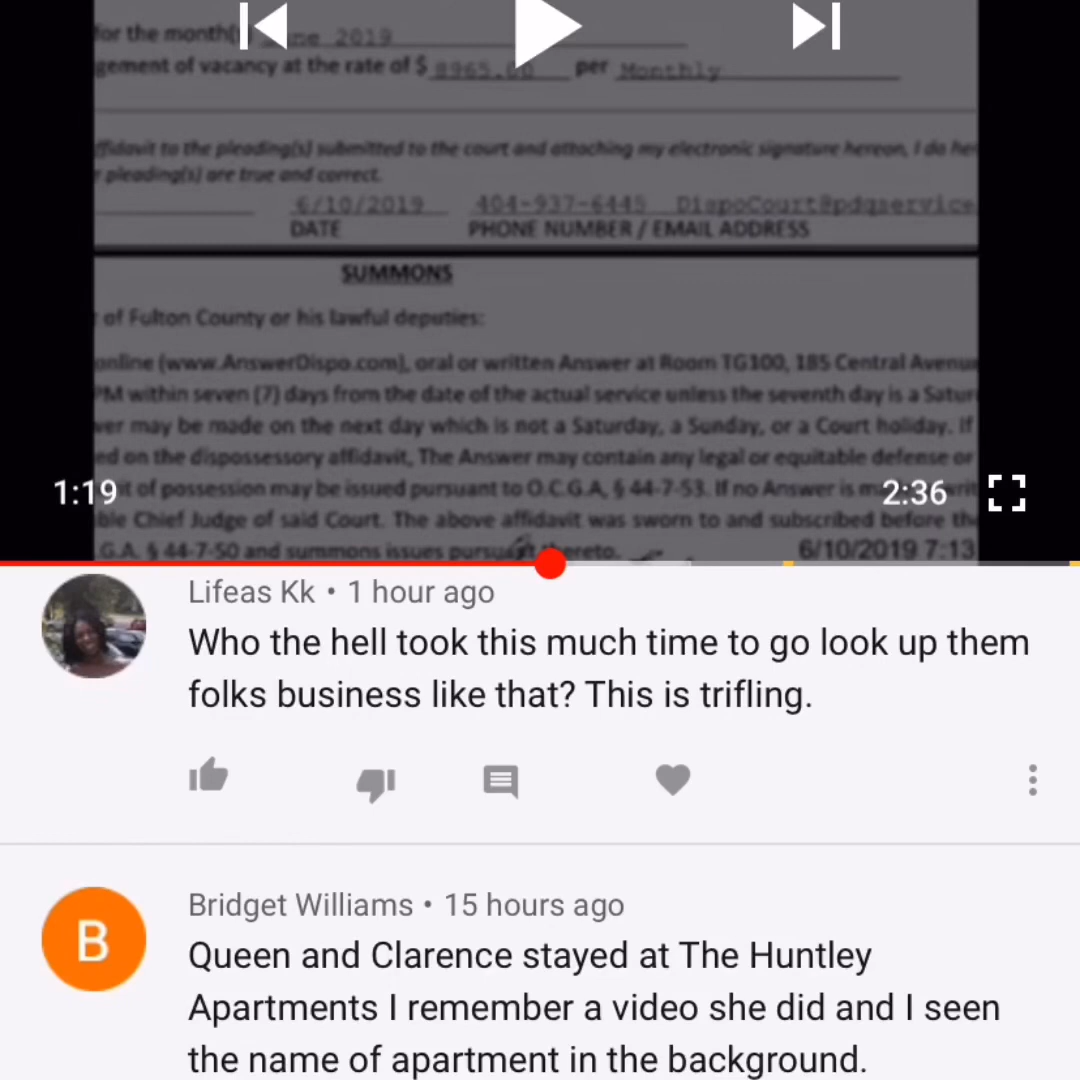 for the month(
ne 2019
gement of vacancy at the rate of $ 8965.00 per Monthly
ffidavit to the pleading(s) submitted to the court and attaching my electronic signature hereon, I do her
pleading(s) are true and correct.
6/10/2019 404-937-6445 DispoCourt@pdqservice
DATE PHONE NUMBER / EMAIL ADDRESS
SUMMONS
of Fulton County or his lawful deputies:
online (www.AnswerDispo.com), oral or written Answer at Room TG100, 185 Central Avenue
PM within seven (7) days from the date of the actual service unless the seventh day is a Satur
wer may be made on the next day which is not a Saturday, a Sunday, or a Court holiday. If
ed on the dispossessory affidavit, The Answer may contain any legal or equitable defense or
1:19 t of possession may be issued pursuant to O.C.G.A, § 44-7-53. If no Answer is m 2:36 writ
ble Chief Judge of said Court. The above affidavit was sworn to and subscribed before th
.G.A. § 44-7-50 and summons issues pursuant thereto. 6/10/2019 7:13
Lifeas Kk • 1 hour ago
Who the hell took this much time to go look up them
folks business like that? This is trifling.
B
Bridget Williams • 15 hours ago
Queen and Clarence stayed at The Huntley
Apartments I remember a video she did and I seen
the name of apartment in the background.